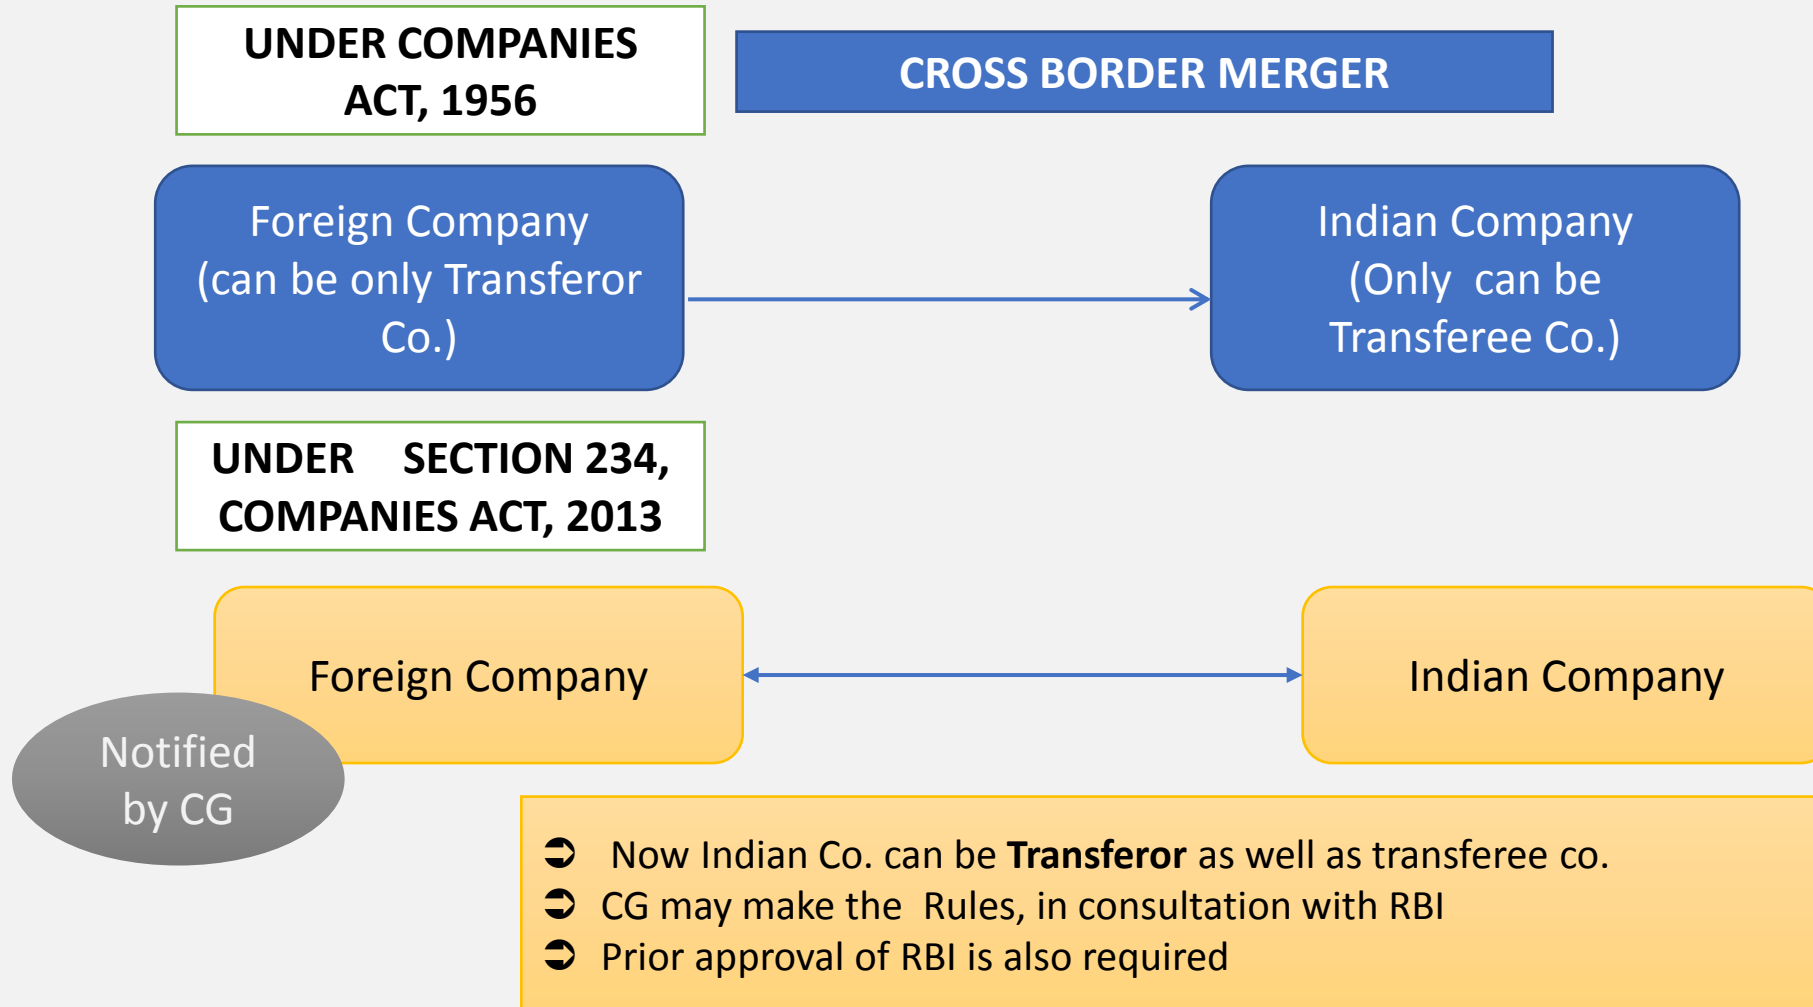 UNDER COMPANIES
ACT, 1956
CROSS BORDER MERGER
Foreign Company
(can be only Transferor
Co.)
Indian Company
(Only can be
Transferee Co.)
UNDER SECTION 234,
COMPANIES ACT, 2013
Foreign Company
Indian Company
Notified
by CG
➲ Now Indian Co. can be Transferor as well as transferee co.
➲ CG may make the Rules, in consultation with RBI
➲ Prior approval of RBI is also required